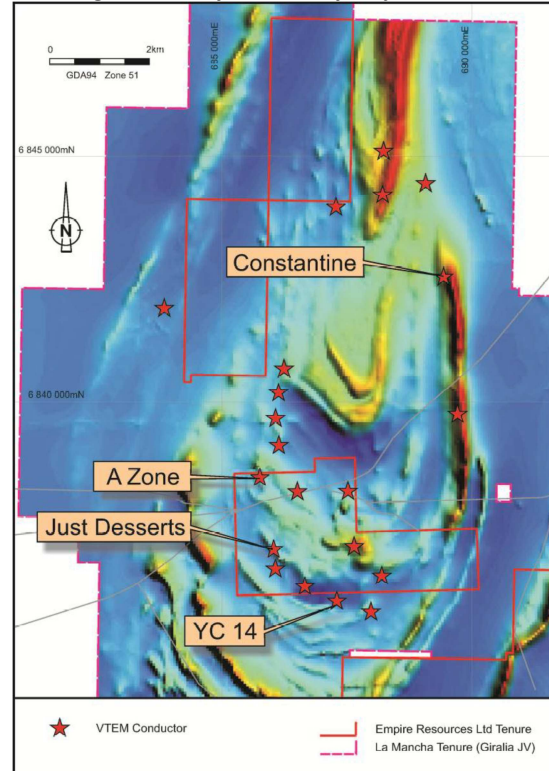 0 2km
GDA94 Zone 51
685 000mE
690 000mE
6 845 000mN
N
Constantine
6 840 000mN
A Zone
Just Desserts
YC 14
VTEM Conductor
Empire Resources Ltd Tenure
La Mancha Tenure (Giralia JV)